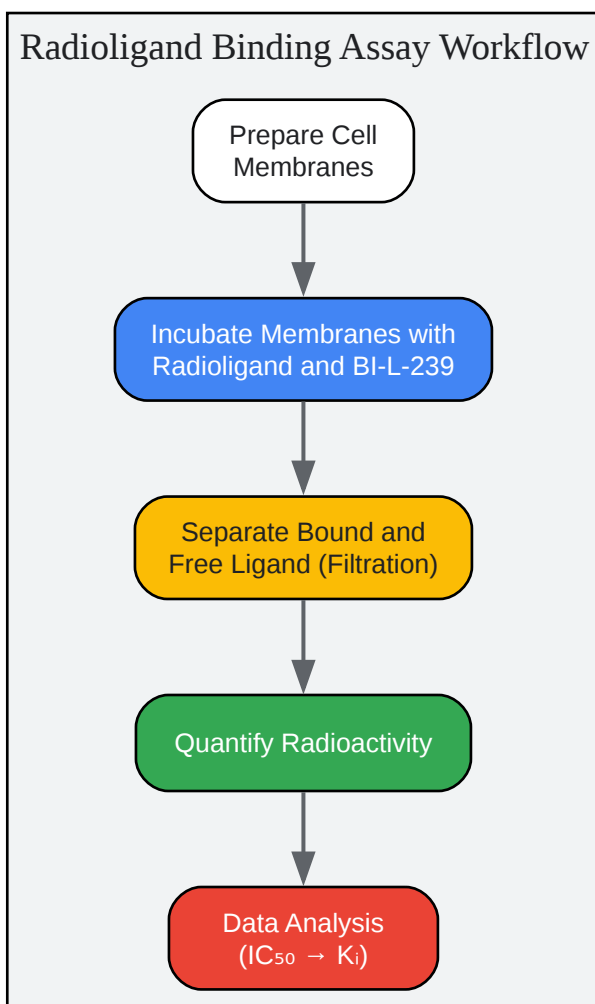 Radioligand Binding Assay Workflow
Prepare Cell
Membranes
Incubate Membranes with
Radioligand and BI-L-239
Separate Bound and
Free Ligand (Filtration)
Quantify Radioactivity
Data Analysis
(IC₅₀ → Kᵢ)